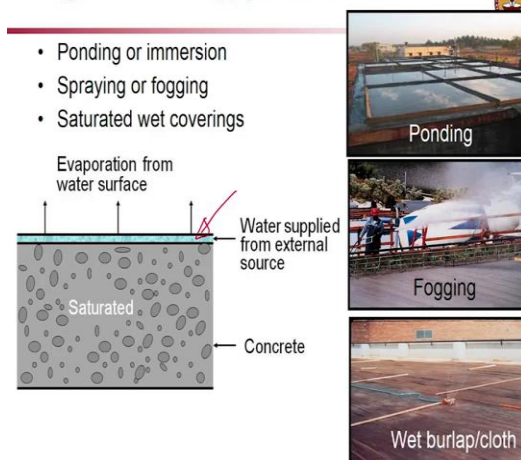 • Ponding or immersion
• Spraying or fogging
• Saturated wet coverings
Evaporation from
water surface
Water supplied
from external
source
Saturated
Concrete
Ponding
Fogging
Wet burlap/cloth